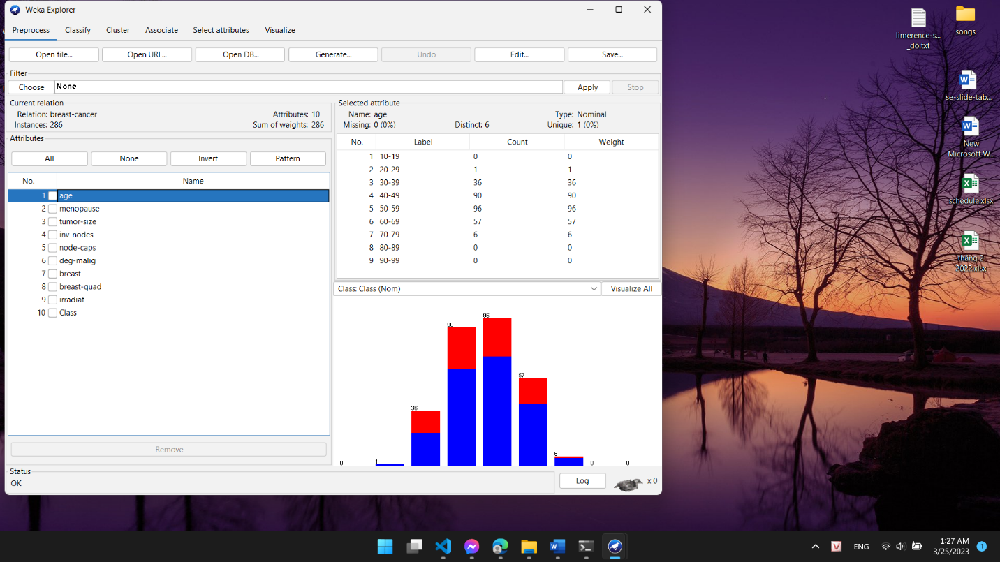 Weka Explorer
Preprocess Classify Cluster Associate Select attributes Visualize
Open file... Open URL... Open DB... Generate... Undo Edit... Save...
Filter
Choose None Apply Stop
Current relation
Relation: breast-cancer Attributes: 10
Instances: 286 Sum of weights: 286
Attributes
All None Invert Pattern
No. Name
1 age
2 menopause
3 tumor-size
4 inv-nodes
5 node-caps
6 deg-malig
7 breast
8 breast-quad
9 irradiat
10 Class
Remove
Selected attribute
Name: age Type: Nominal
Missing: 0 (0%) Distinct: 6 Unique: 1 (0%)
No. Label Count Weight
1 10-19 0 0
2 20-29 1 1
3 30-39 36 36
4 40-49 90 90
5 50-59 96 96
6 60-69 57 57
7 70-79 6 6
8 80-89 0 0
9 90-99 0 0
Class: Class (Nom) Visualize All
0 1 36 90 96 57 6 0 0
Status
OK
Log x 0
limerence-s...
_dó.txt
songs
se-slide-tab...
New
Microsoft W...
schedule.xlsx
2022.xlsx
ENG
1:27 AM
3/25/2023
1